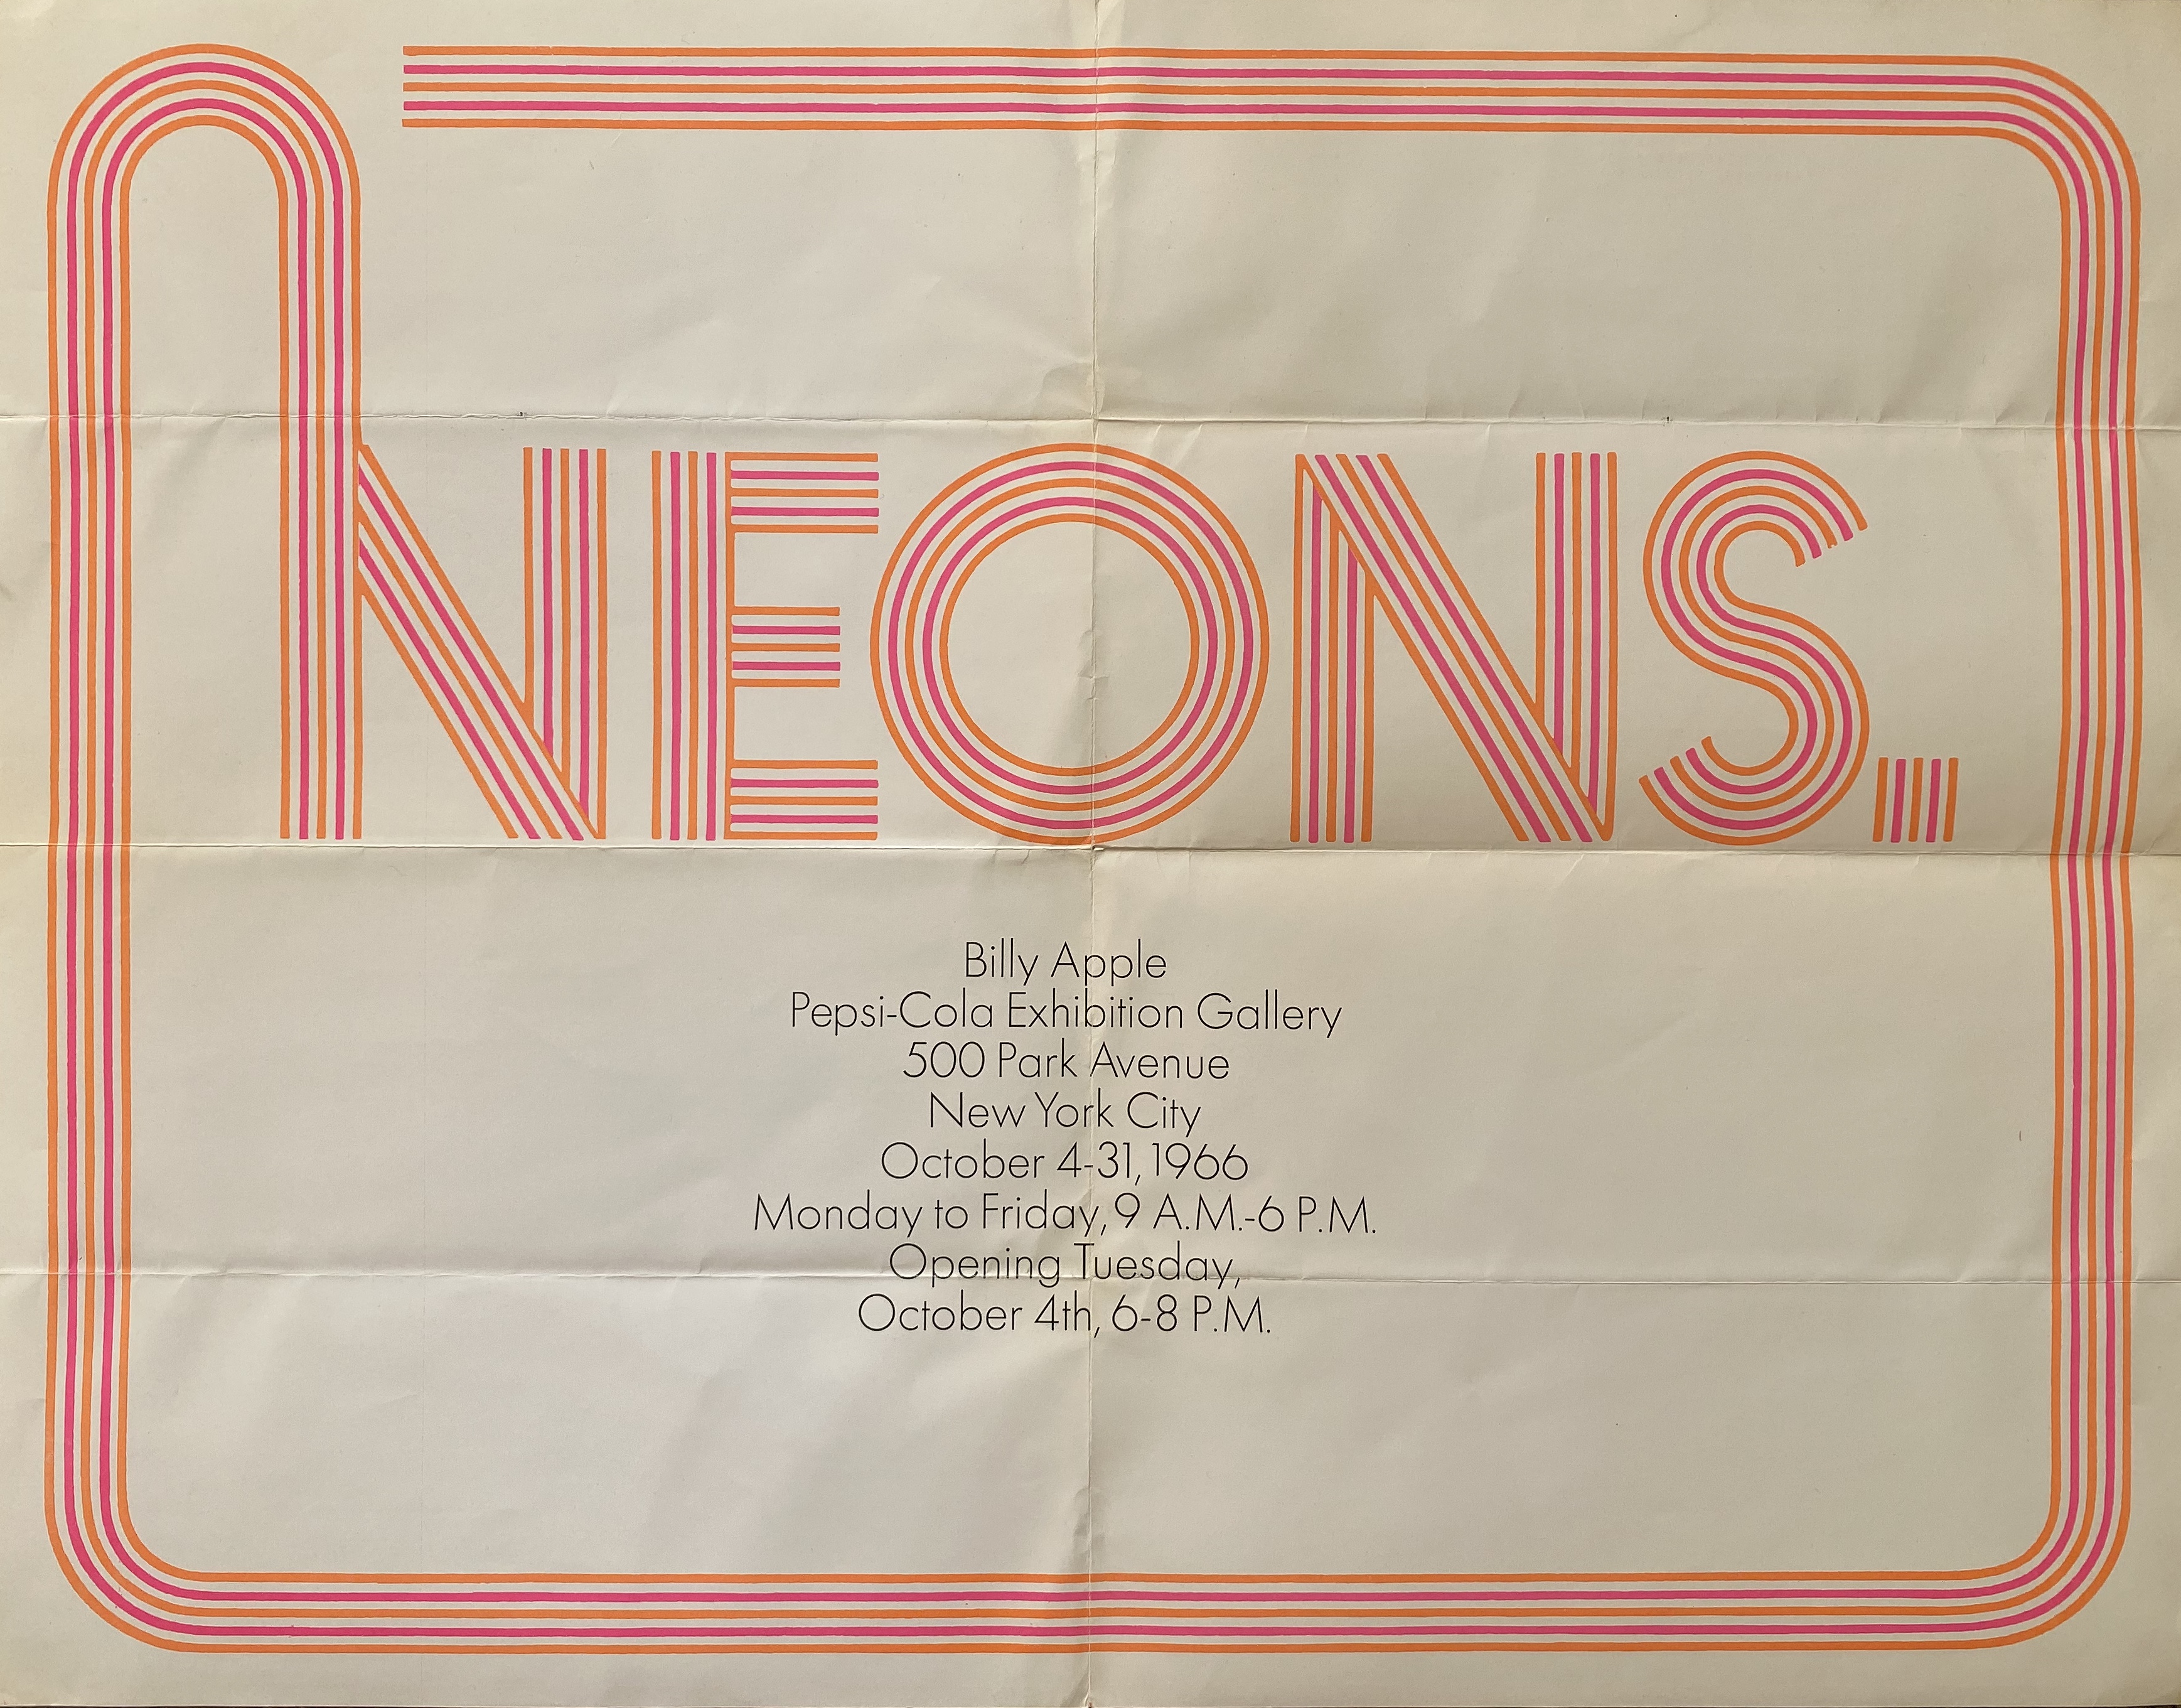 NEONS.
Billy Apple
Pepsi-Cola Exhibition Gallery
500 Park Avenue
New York City
October 4-31, 1966
Monday to Friday, 9 A.M.-6 P.M.
Opening Tuesday,
October 4th, 6-8 P.M.